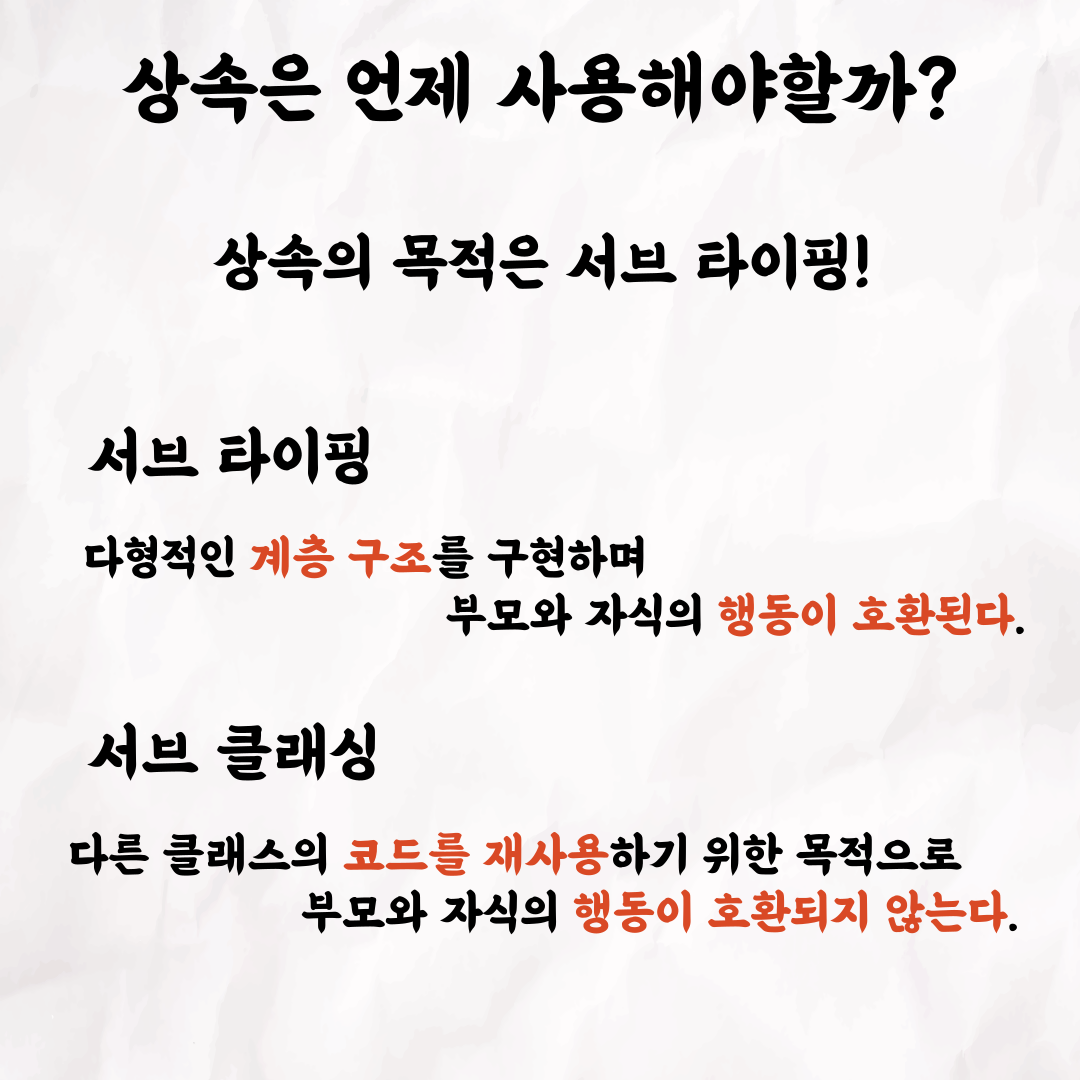 상속은 언제 사용해야할까?
상속의 목적은 서브 타이핑!
서브 타이핑
다형적인 계층 구조를 구현하며
부모와 자식의 행동이 호환된다.
서브 클래싱
다른 클래스의 코드를 재사용하기 위한 목적으로
부모와 자식의 행동이 호환되지 않는다.